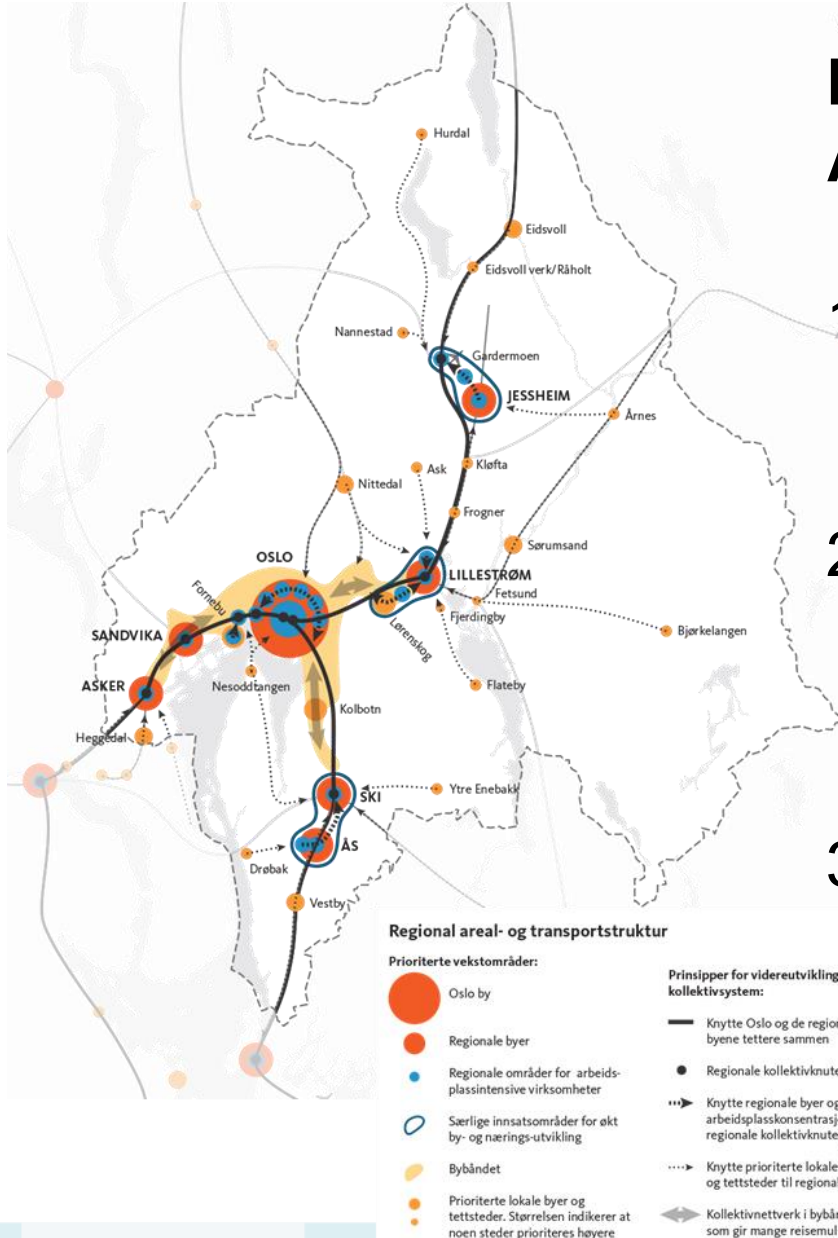 Hurdal
Eidsvoll
Eidsvoll verk/Råholt
Nannestad
Gardermoen
JESSHEIM
Årnes
Ask
Kløfta
Nittedal
Frogner
OSLO
Sørumsand
LILLESTRØM
Fornebu
Fetsund
Lørenskog
Fjerdingby
SANDVIKA
Bjørkelangen
ASKER
Nesoddtangen
Flateby
Kolbotn
Heggedal
SKI
Ytre Enebakk
ÅS
Drøbak
Vestby
1
2
3
Regional areal- og transportstruktur
Prioriterte vekstområder:
Oslo by
Regionale byer
Regionale områder for arbeids-
plassintensive virksomheter
Særlige innsatsområder for økt
by- og nærings-utvikling
Bybåndet
Prioriterte lokale byer og
tettsteder. Størrelsen indikerer at
noen steder prioriteres høyere
Prinsipper for videreutvikling
kollektivsystem:
Knytte Oslo og de region
byene tettere sammen
Regionale kollektivknute
Knytte regionale byer og
arbeidsplasskonsentrasj
regionale kollektivknute
Knytte prioriterte lokale
og tettsteder til regional
Kollektivnettverk i bybån
som gir mange reisemul